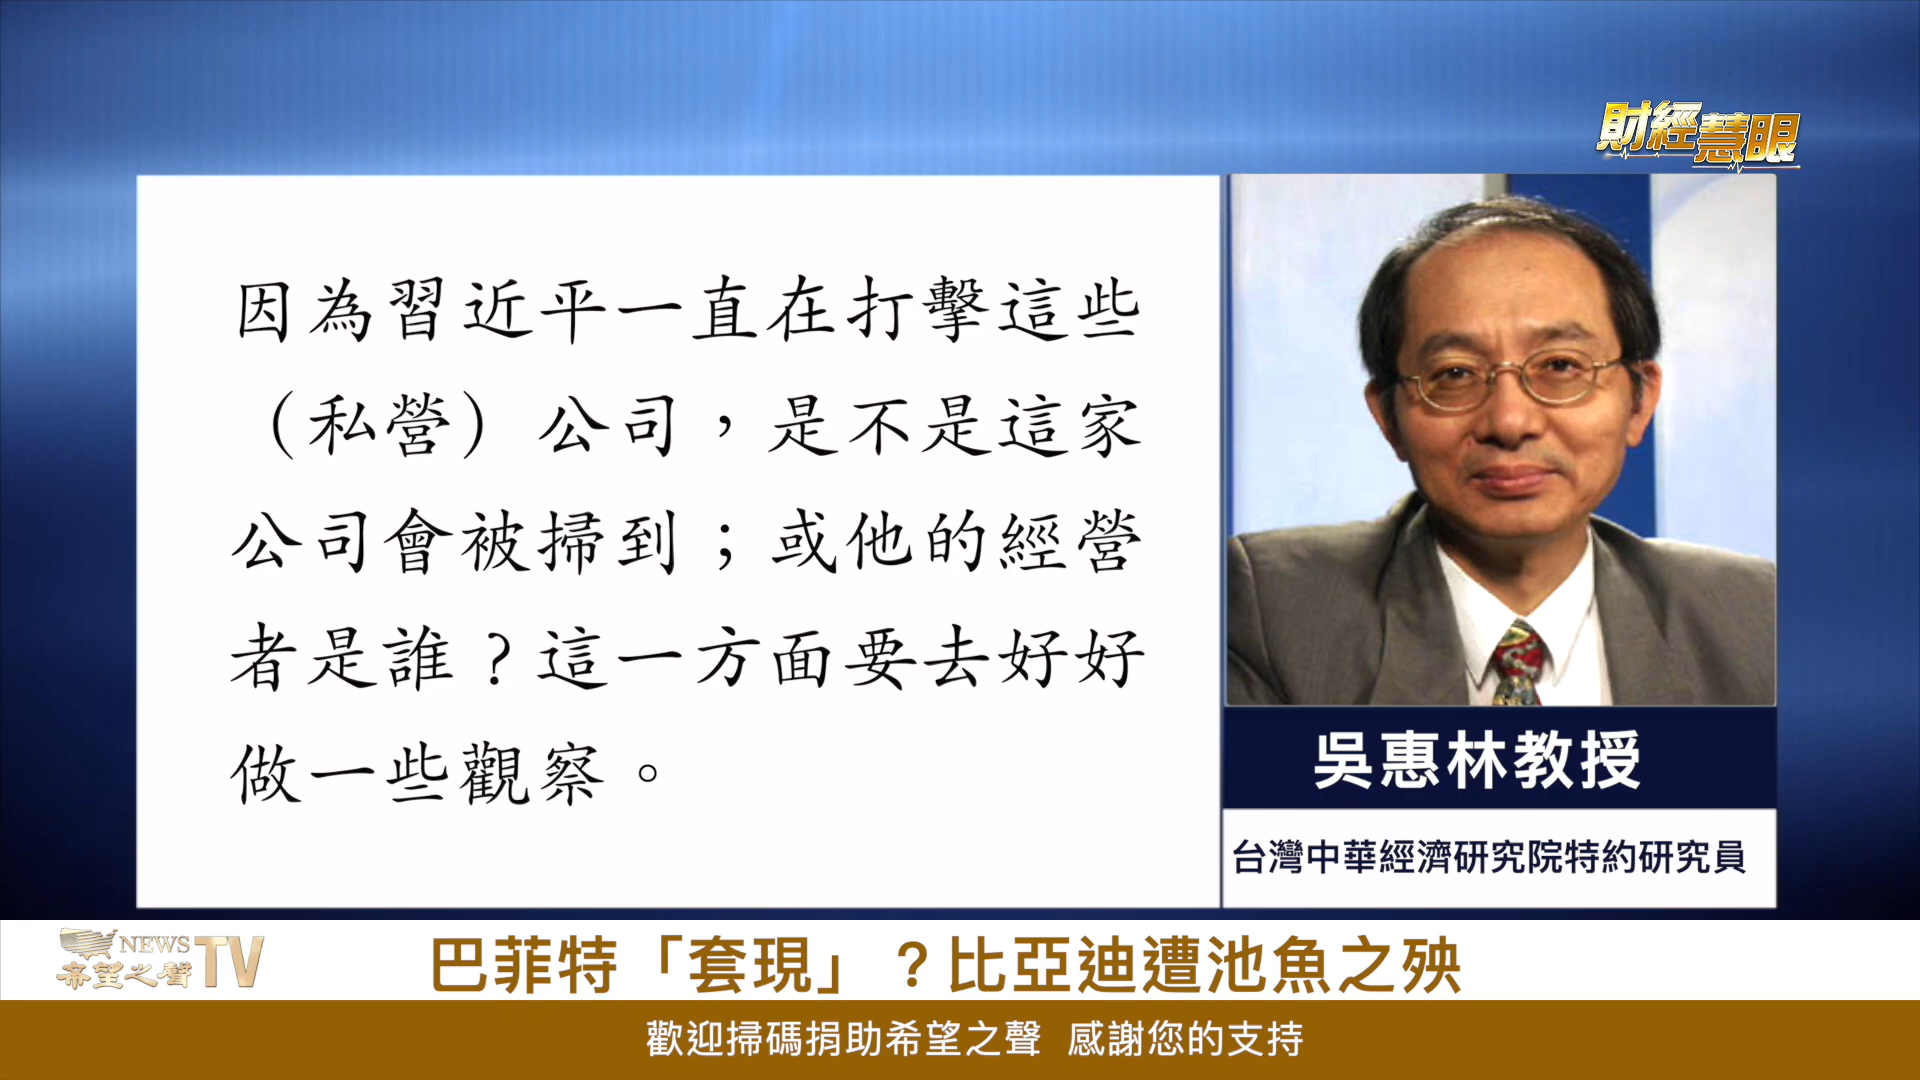 財經慧眼
因為習近平一直在打擊這些
（私營）公司，是不是這家
公司會被掃到；或他的經營
者是誰？這一方面要去好好
做一些觀察。
吳惠林教授
台灣中華經濟研究院特約研究員
NEWS
希望之聲TV
巴菲特「套現」？比亞迪遭池魚之殃
歡迎掃碼捐助希望之聲 感謝您的支持